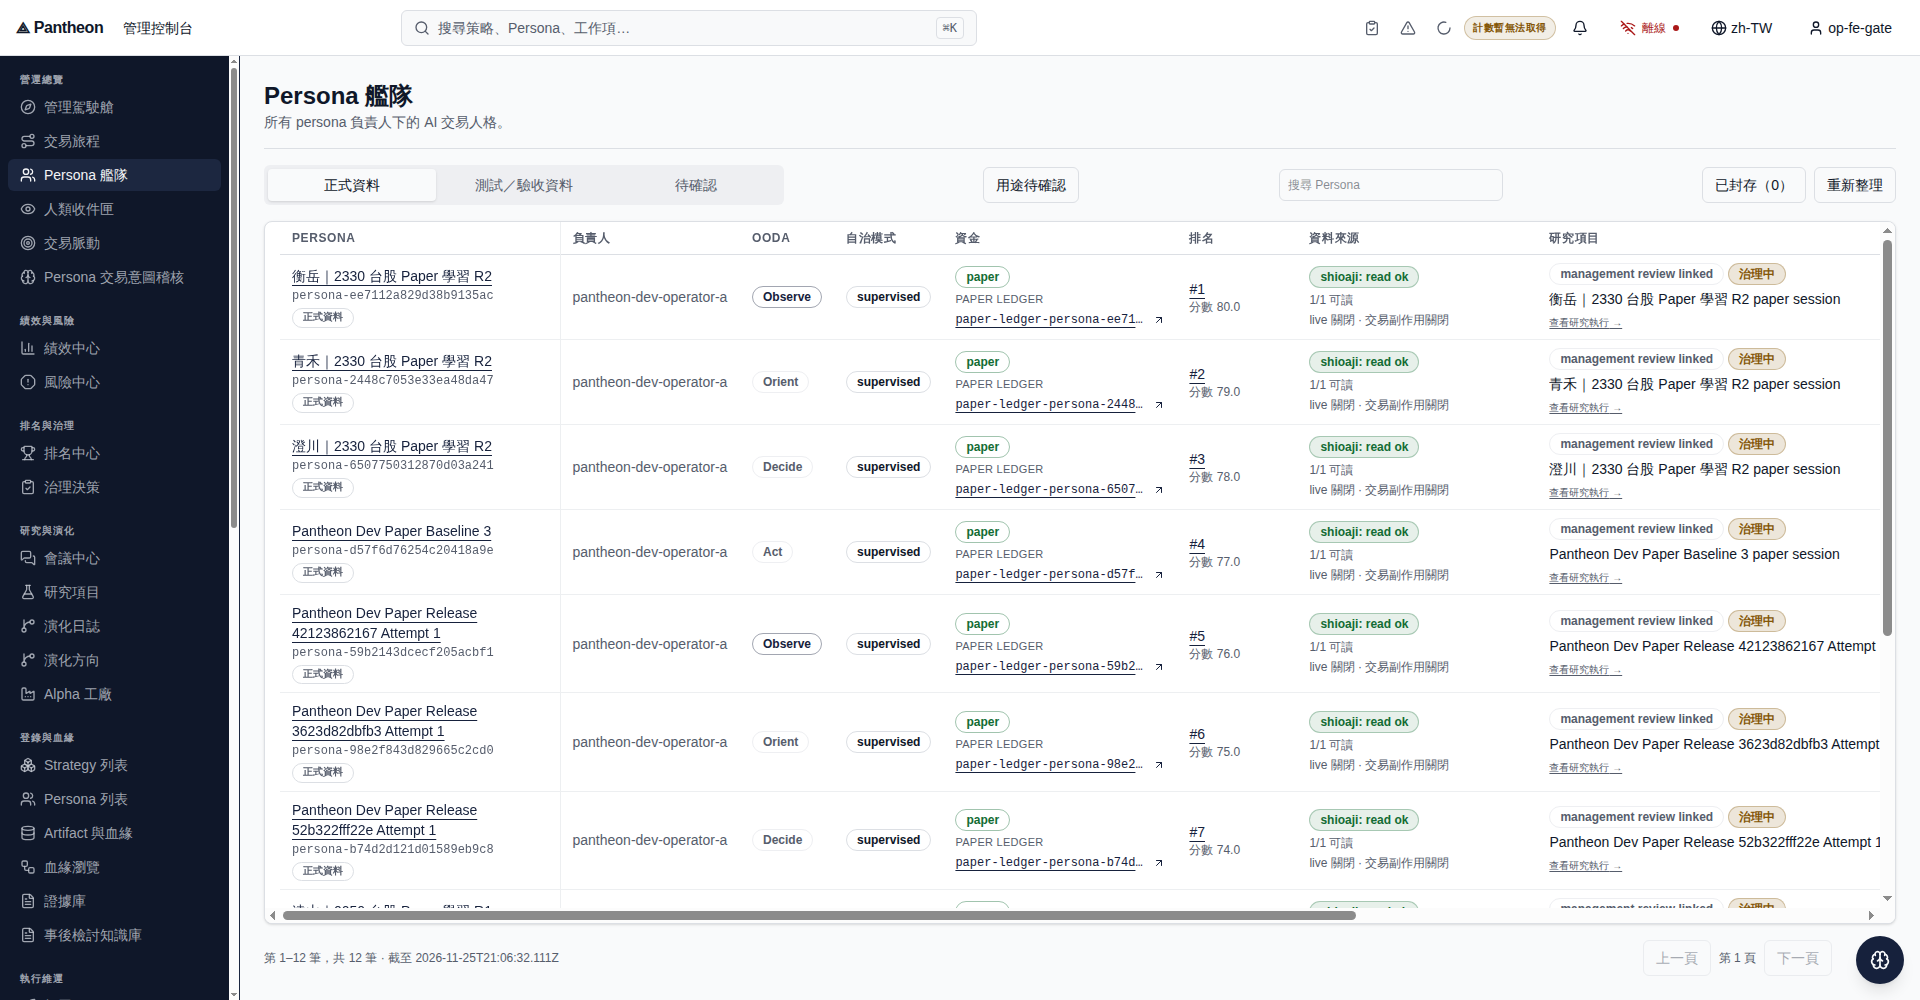 Pantheon 管理控制台
搜尋策略、Persona、工作項… ⌘K
計數暫無法取得
離線
zh-TW
op-fe-gate
營運總覽
管理駕駛艙
交易旅程
Persona 艦隊
人類收件匣
交易脈動
Persona 交易意圖稽核
績效與風險
績效中心
風險中心
排名與治理
排名中心
治理決策
研究與演化
會議中心
研究項目
演化日誌
演化方向
Alpha 工廠
登錄與血緣
Strategy 列表
Persona 列表
Artifact 與血緣
血緣瀏覽
證據庫
事後檢討知識庫
執行維運
Persona 艦隊
所有 persona 負責人下的 AI 交易人格。
正式資料 測試／驗收資料 待確認
用途待確認
搜尋 Persona
已封存（0） 重新整理
PERSONA 負責人 OODA 自治模式 資金 排名 資料來源 研究項目
衡岳｜2330 台股 Paper 學習 R2
persona-ee7112a829d38b9135ac
正式資料
pantheon-dev-operator-a
Observe
supervised
paper
PAPER LEDGER
paper-ledger-persona-ee71…
#1
分數 80.0
shioaji: read ok
1/1 可讀
live 關閉 · 交易副作用關閉
management review linked 治理中
衡岳｜2330 台股 Paper 學習 R2 paper session
查看研究執行 →
青禾｜2330 台股 Paper 學習 R2
persona-2448c7053e33ea48da47
正式資料
pantheon-dev-operator-a
Orient
supervised
paper
PAPER LEDGER
paper-ledger-persona-2448…
#2
分數 79.0
shioaji: read ok
1/1 可讀
live 關閉 · 交易副作用關閉
management review linked 治理中
青禾｜2330 台股 Paper 學習 R2 paper session
查看研究執行 →
澄川｜2330 台股 Paper 學習 R2
persona-6507750312870d03a241
正式資料
pantheon-dev-operator-a
Decide
supervised
paper
PAPER LEDGER
paper-ledger-persona-6507…
#3
分數 78.0
shioaji: read ok
1/1 可讀
live 關閉 · 交易副作用關閉
management review linked 治理中
澄川｜2330 台股 Paper 學習 R2 paper session
查看研究執行 →
Pantheon Dev Paper Baseline 3
persona-d57f6d76254c20418a9e
正式資料
pantheon-dev-operator-a
Act
supervised
paper
PAPER LEDGER
paper-ledger-persona-d57f…
#4
分數 77.0
shioaji: read ok
1/1 可讀
live 關閉 · 交易副作用關閉
management review linked 治理中
Pantheon Dev Paper Baseline 3 paper session
查看研究執行 →
Pantheon Dev Paper Release
42123862167 Attempt 1
persona-59b2143dcecf205acbf1
正式資料
pantheon-dev-operator-a
Observe
supervised
paper
PAPER LEDGER
paper-ledger-persona-59b2…
#5
分數 76.0
shioaji: read ok
1/1 可讀
live 關閉 · 交易副作用關閉
management review linked 治理中
Pantheon Dev Paper Release 42123862167 Attempt
查看研究執行 →
Pantheon Dev Paper Release
3623d82dbfb3 Attempt 1
persona-98e2f843d829665c2cd0
正式資料
pantheon-dev-operator-a
Orient
supervised
paper
PAPER LEDGER
paper-ledger-persona-98e2…
#6
分數 75.0
shioaji: read ok
1/1 可讀
live 關閉 · 交易副作用關閉
management review linked 治理中
Pantheon Dev Paper Release 3623d82dbfb3 Attempt
查看研究執行 →
Pantheon Dev Paper Release
52b322fff22e Attempt 1
persona-b74d2d121d01589eb9c8
正式資料
pantheon-dev-operator-a
Decide
supervised
paper
PAPER LEDGER
paper-ledger-persona-b74d…
#7
分數 74.0
shioaji: read ok
1/1 可讀
live 關閉 · 交易副作用關閉
management review linked 治理中
Pantheon Dev Paper Release 52b322fff22e Attempt 1
查看研究執行 →
shioaji: read ok
management review linked 治理中
第 1–12 筆，共 12 筆 · 截至 2026-11-25T21:06:32.111Z
上一頁 第 1 頁 下一頁